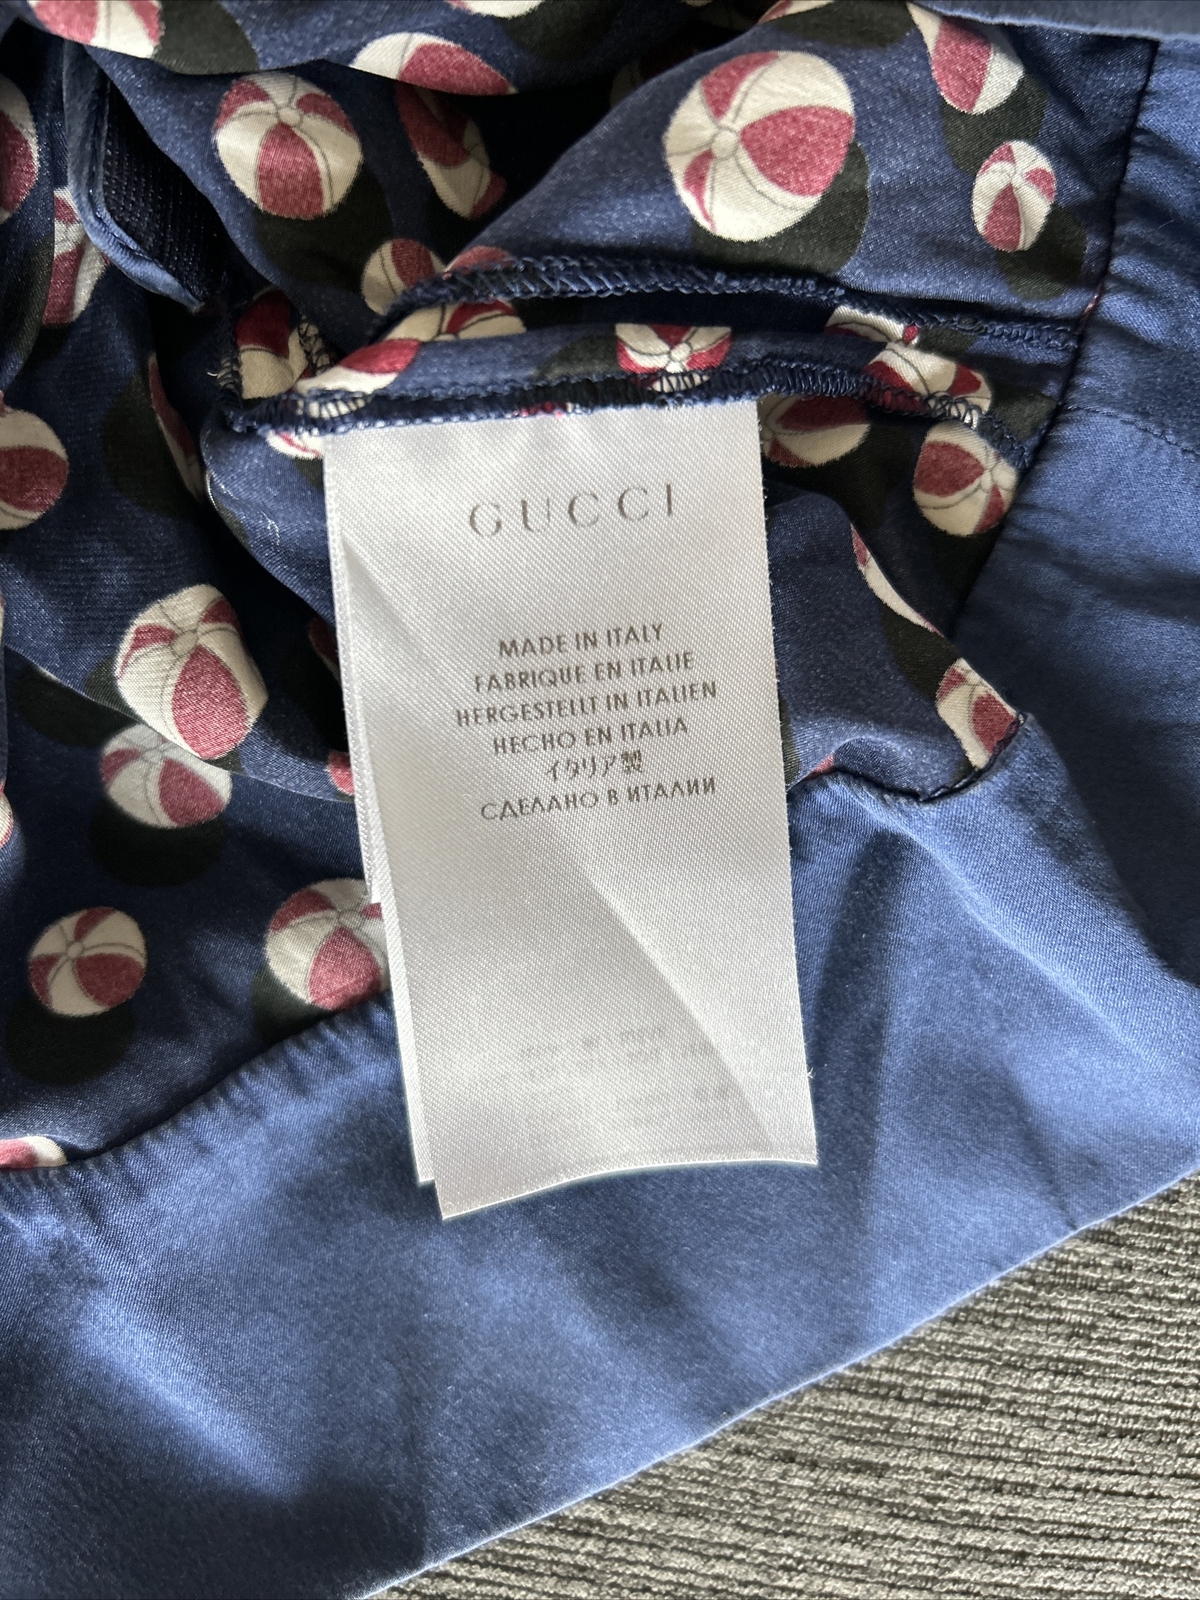 GUCCI
MADE IN ITALY
FABRIQUE EN ITALIE
HERGESTELLT IN ITALIEN
HECHO EN ITALIA
イタリア製
СДЕЛАНО В ИТАЛИИ